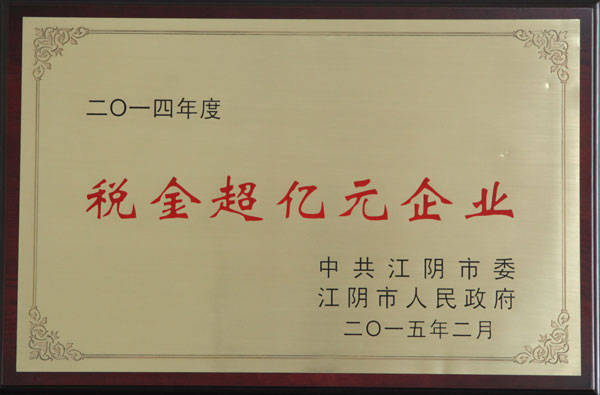 二〇一四年度
税金超亿元企业
中共江阴市委
江阴市人民政府
二〇一五年二月